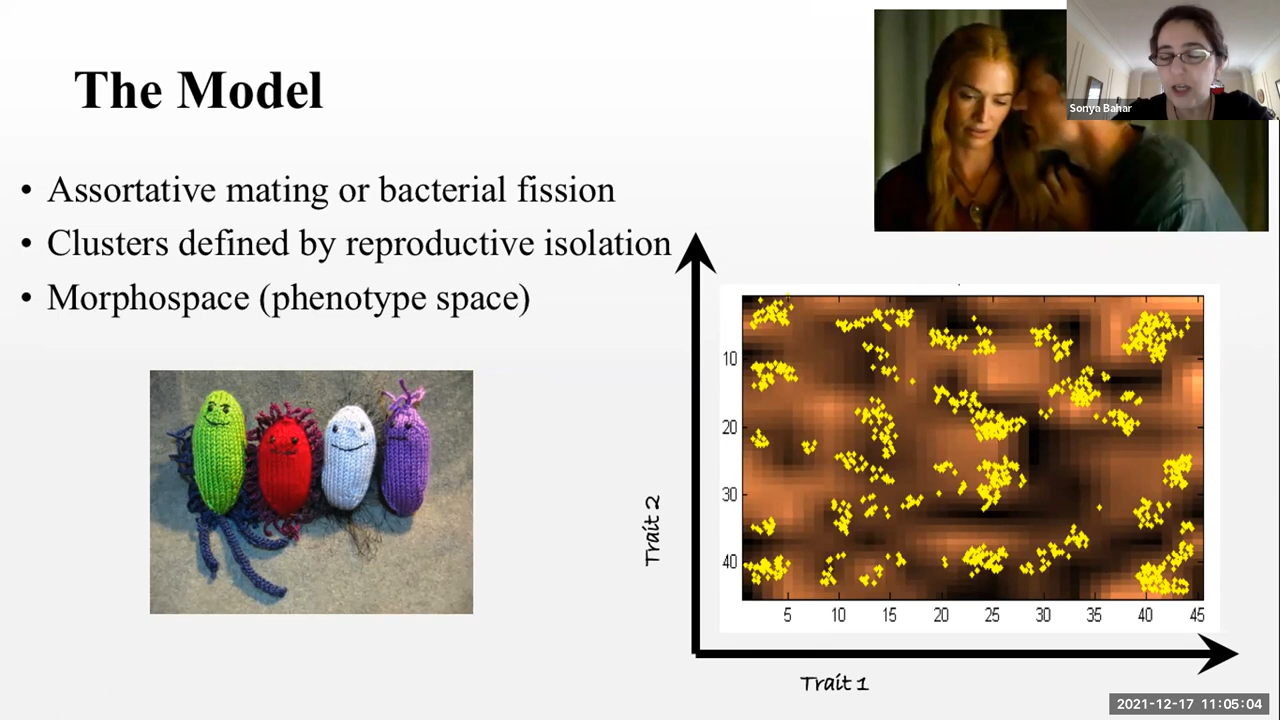 The Model
Sonya Bahar
• Assortative mating or bacterial fission
• Clusters defined by reproductive isolation
• Morphospace (phenotype space)
10
20
30
40
5 10 15 20 25 30 35 40 45
Trait 2
Trait 1
2021-12-17 11:05:04